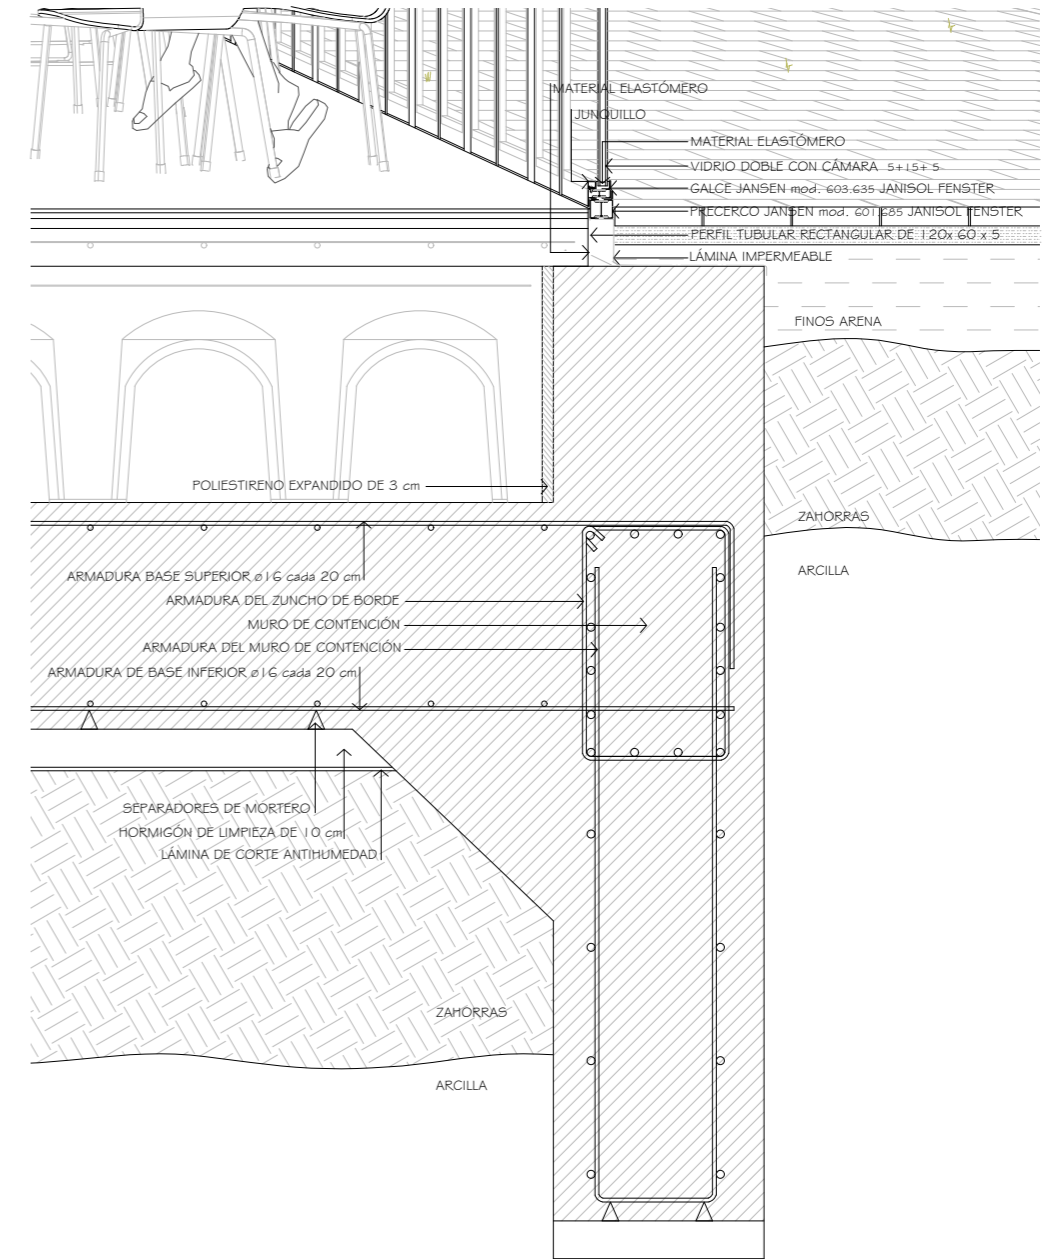 MATERIAL ELASTÓMERO
JUNQUILLO
MATERIAL ELASTÓMERO
VIDRIO DOBLE CON CÁMARA 5+15+5
GALCE JANSEN mod. 603.635 JANISOL FENSTER
PRECERCO JANSEN mod. 601.685 JANISOL FENSTER
PERFIL TUBULAR RECTANGULAR DE 120x 60 x 5
LÁMINA IMPERMEABLE
FINOS ARENA
POLIESTIRENO EXPANDIDO DE 3 cm
ZAHORRAS
ARCILLA
ARMADURA BASE SUPERIOR ø16 cada 20 cm
ARMADURA DEL ZUNCHO DE BORDE
MURO DE CONTENCIÓN
ARMADURA DEL MURO DE CONTENCIÓN
ARMADURA DE BASE INFERIOR ø16 cada 20 cm
SEPARADORES DE MORTERO
HORMIGÓN DE LIMPIEZA DE 10 cm
LÁMINA DE CORTE ANTIHUMEDAD
ZAHORRAS
ARCILLA